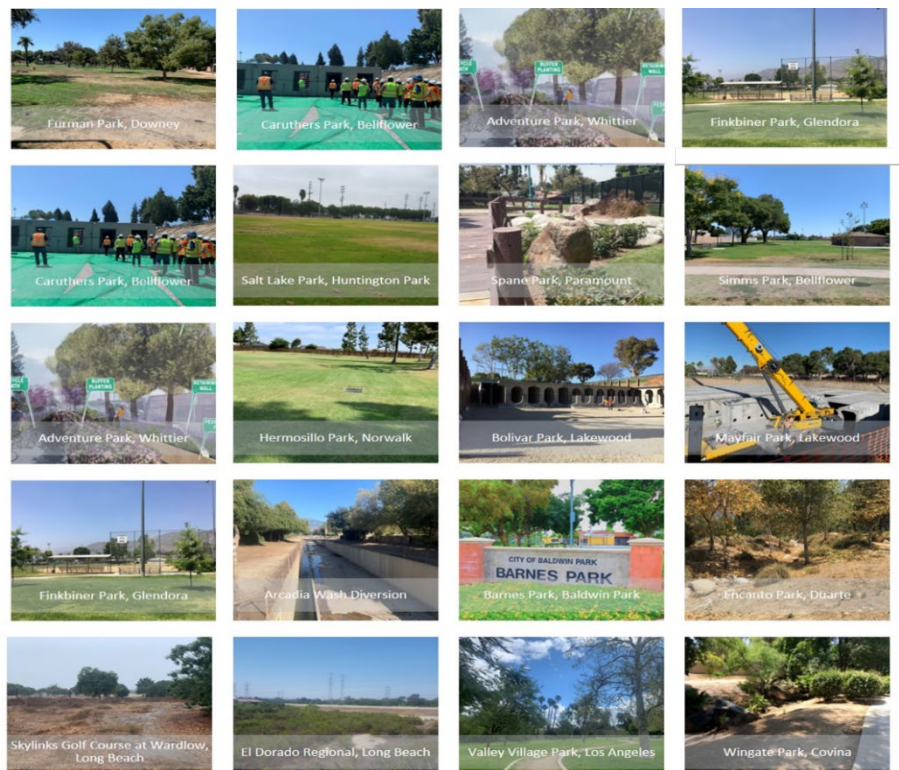 Furman Park, Downey
Caruthers Park, Bellflower
BUFFER
PLANTING
RETAINING
WALL
Adventure Park, Whittier
Finkbiner Park, Glendora
Caruthers Park, Bellflower
Salt Lake Park, Huntington Park
Spane Park, Paramount
Simms Park, Bellflower
BUFFER
PLANTING
RETAINING
WALL
Adventure Park, Whittier
Hermosillo Park, Norwalk
Bolivar Park, Lakewood
Mayfair Park, Lakewood
Finkbiner Park, Glendora
Arcadia Wash Diversion
CITY OF BALDWIN PARK
BARNES PARK
Barnes Park, Baldwin Park
Encanto Park, Duarte
Skylinks Golf Course at Wardlow,
Long Beach
El Dorado Regional, Long Beach
Valley Village Park, Los Angeles
Wingate Park, Covina